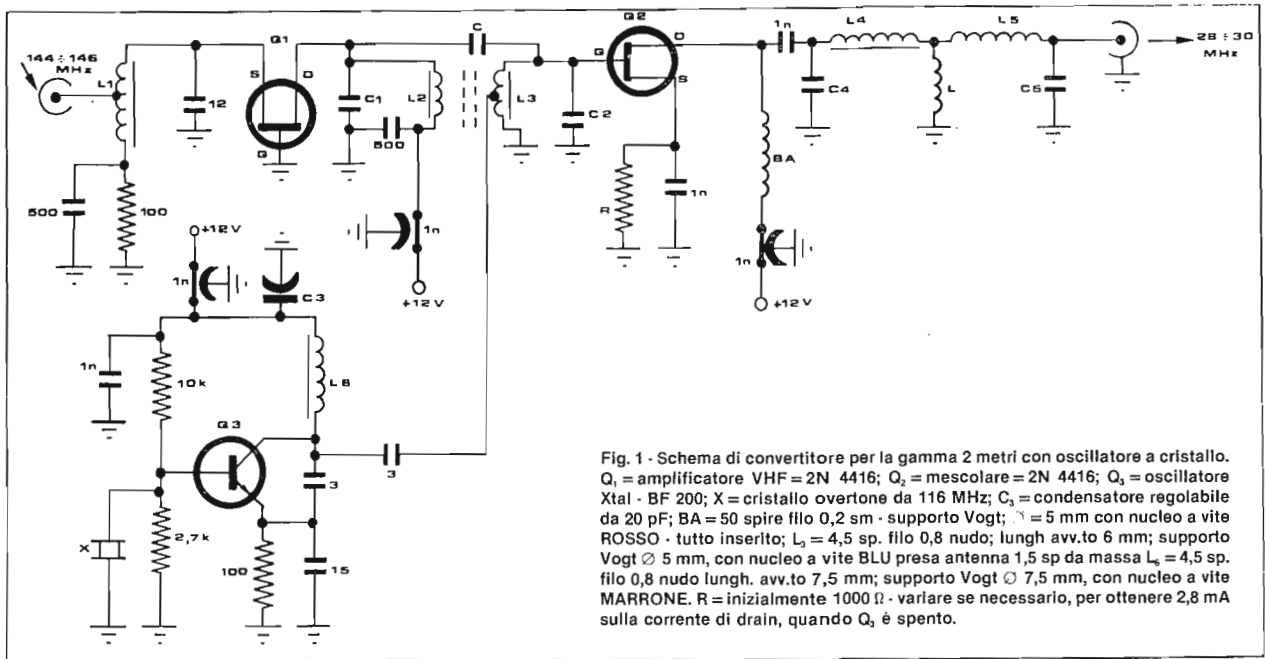 Q1
Q2
C
1n
L4
L5
144÷146
MHz
L1
S
D
G
12
C1
L2
L3
500
C2
G
D
S
C4
L
C5
28÷30
MHz
BA
R
1n
500
100
+12V
1n
C3
1n
+12V
1n
+12V
1n
10k
L6
Q3
3
3
X
2,7k
100
15
Fig. 1 - Schema di convertitore per la gamma 2 metri con oscillatore a cristallo.
Q₁ = amplificatore VHF = 2N 4416; Q₂ = mescolare = 2N 4416; Q₃ = oscillatore
Xtal - BF 200; X = cristallo overtone da 116 MHz; C₃ = condensatore regolabile
da 20 pF; BA = 50 spire filo 0,2 sm - supporto Vogt; = 5 mm con nucleo a vite
ROSSO - tutto inserito; L₃ = 4,5 sp. filo 0,8 nudo; lungh avv.to 6 mm; supporto
Vogt ∅ 5 mm, con nucleo a vite BLU presa antenna 1,5 sp da massa L₆ = 4,5 sp.
filo 0,8 nudo lungh. avv.to 7,5 mm; supporto Vogt ∅ 7,5 mm, con nucleo a vite
MARRONE. R = inizialmente 1000 Ω - variare se necessario, per ottenere 2,8 mA
sulla corrente di drain, quando Q₃ è spento.